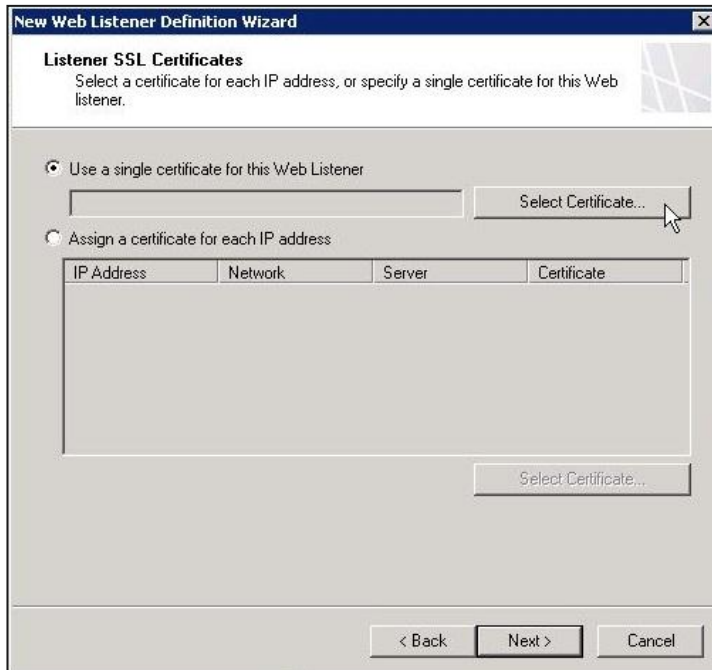 New Web Listener Definition Wizard
Listener SSL Certificates
Select a certificate for each IP address, or specify a single certificate for this Web
listener.
Use a single certificate for this Web Listener
Select Certificate...
Assign a certificate for each IP address
IP Address Network Server Certificate
Select Certificate...
< Back Next > Cancel